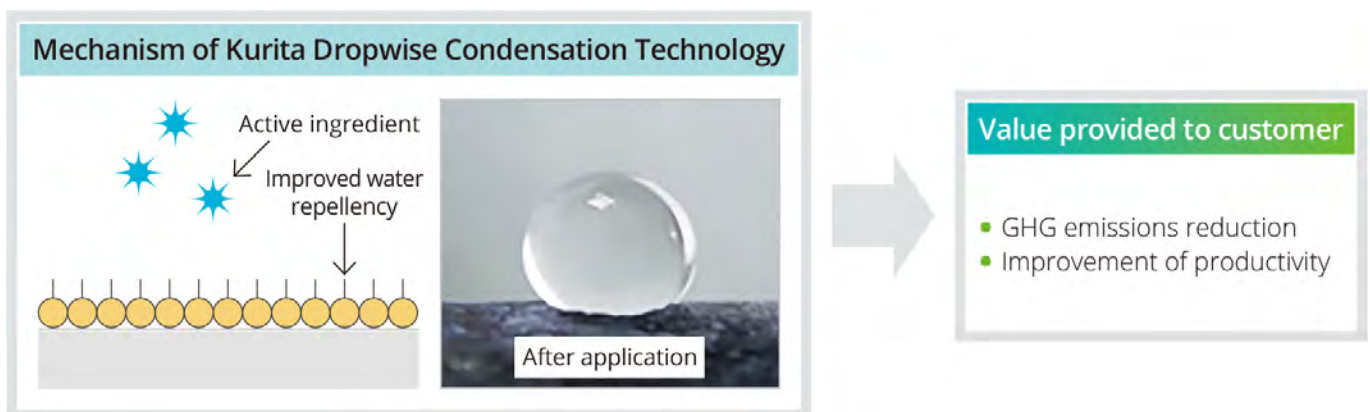 Mechanism of Kurita Dropwise Condensation Technology
Active ingredient
Improved water
repellency
After application
Value provided to customer
• GHG emissions reduction
• Improvement of productivity